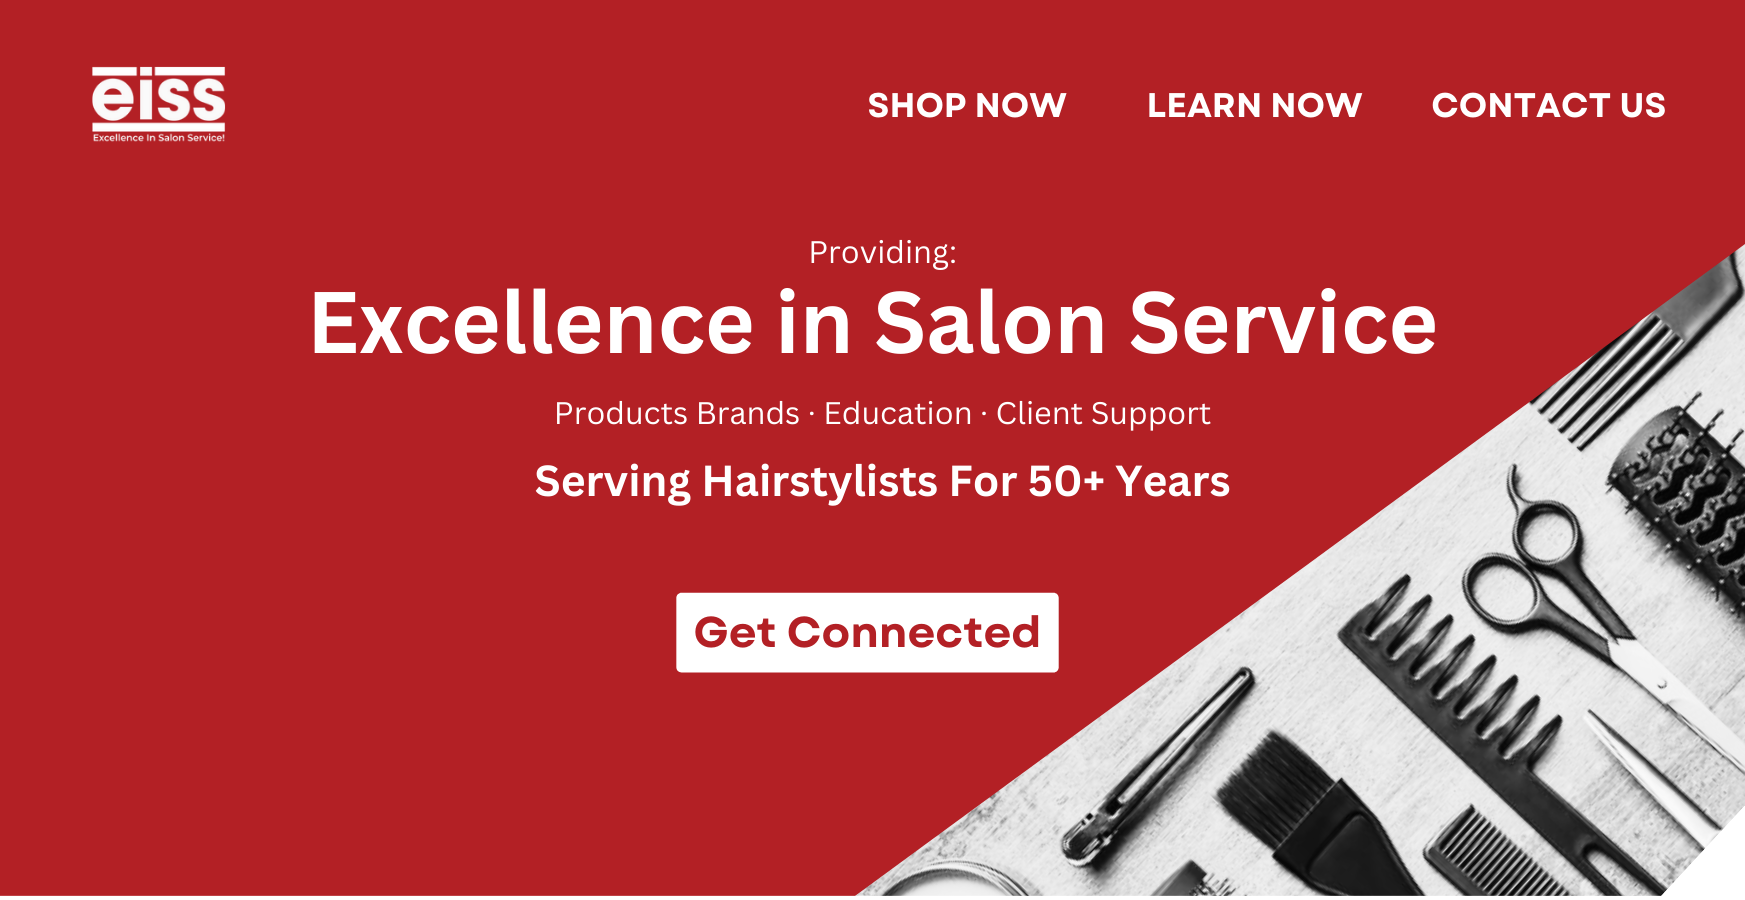 eiss
Excellence In Salon Service!
SHOP NOW LEARN NOW CONTACT US
Providing:
Excellence in Salon Service
Products Brands · Education · Client Support
Serving Hairstylists For 50+ Years
Get Connected